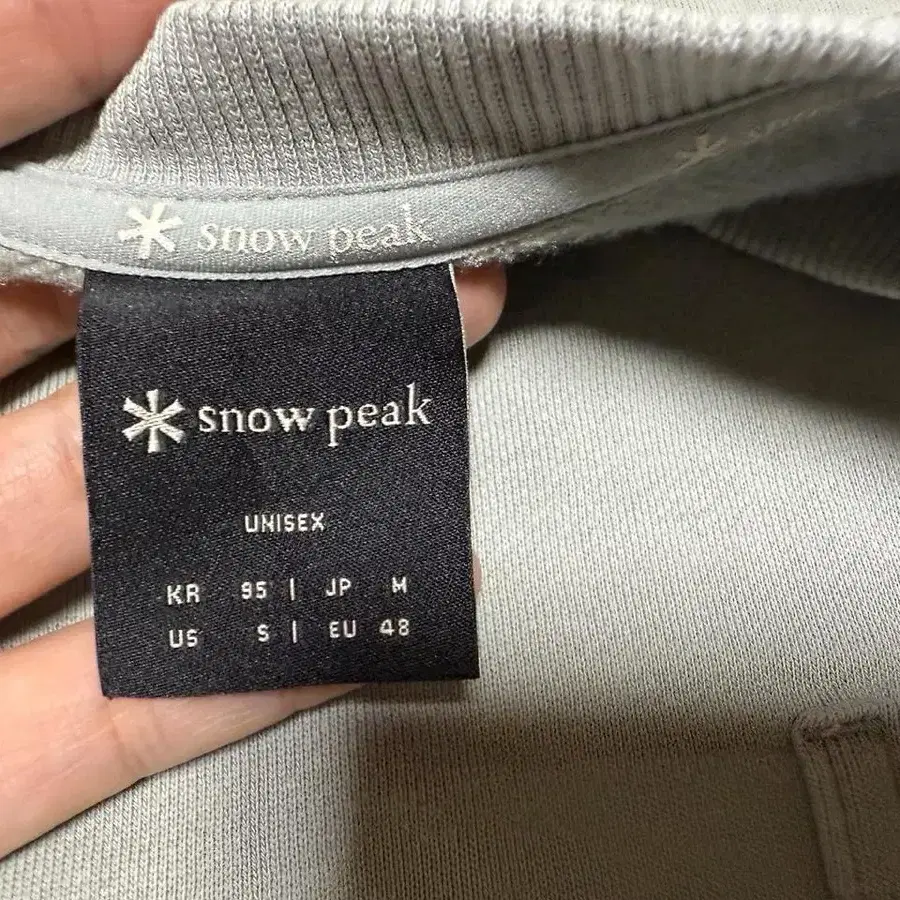 snow peak
snow peak
UNISEX
KR 95 | JP M
US S | EU 48